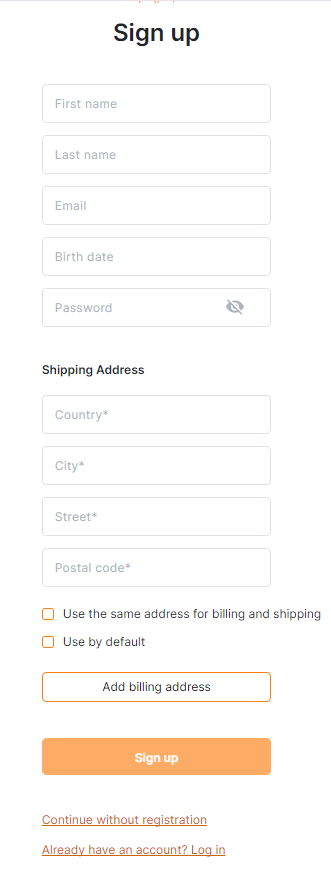 Sign up
First name
Last name
Email
Birth date
Password
Shipping Address
Country*
City*
Street*
Postal code*
Use the same address for billing and shipping
Use by default
Add billing address
Sign up
Continue without registration
Already have an account? Log in